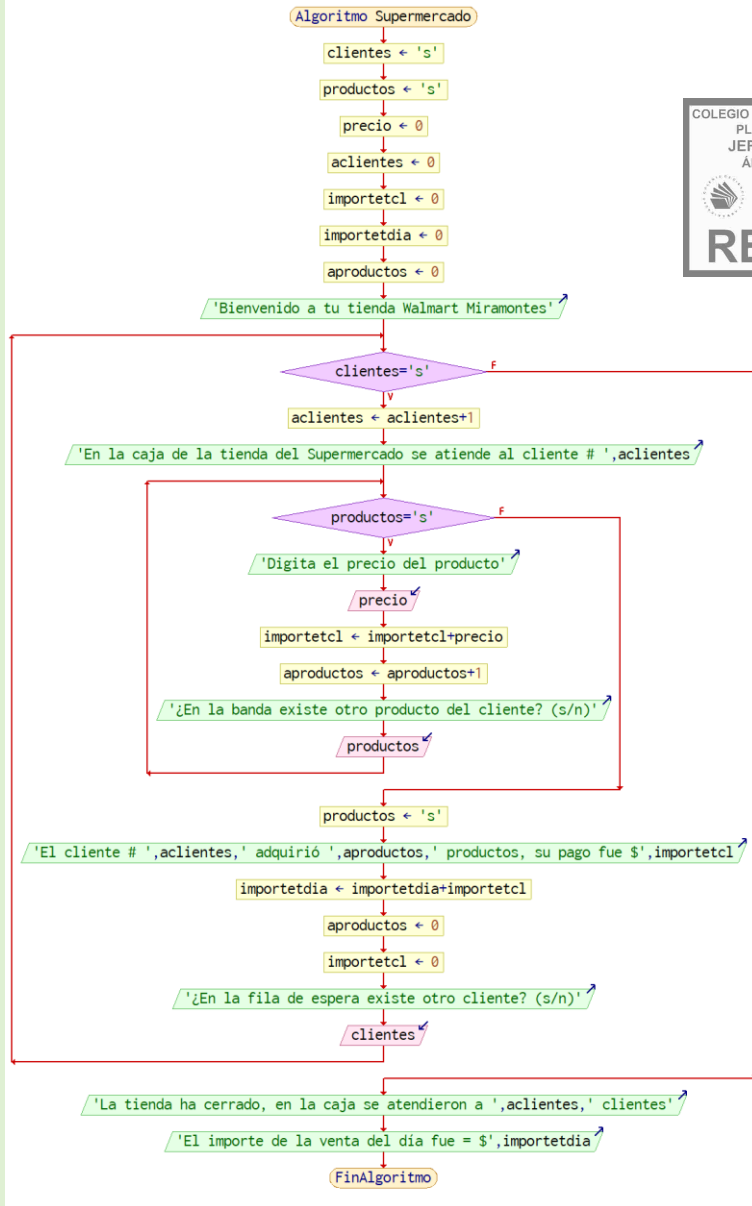 Algoritmo Supermercado
clientes ← 's'
productos ← 's'
precio ← 0
aclientes ← 0
importetcl ← 0
importetdia ← 0
aproductos ← 0
'Bienvenido a tu tienda Walmart Miramontes'
COLEGIO
clientes='s'
F
V
aclientes ← aclientes+1
'En la caja de la tienda del Supermercado se atiende al cliente # ',aclientes
productos='s'
F
V
'Digita el precio del producto'
precio
importetcl ← importetcl+precio
aproductos ← aproductos+1
'¿En la banda existe otro producto del cliente? (s/n)'
productos
productos ← 's'
'El cliente # ',aclientes,' adquirió ',aproductos,' productos, su pago fue $',importetcl
importetdia ← importetdia+importetcl
aproductos ← 0
importetcl ← 0
'¿En la fila de espera existe otro cliente? (s/n)'
clientes
'La tienda ha cerrado, en la caja se atendieron a ',aclientes,' clientes'
'El importe de la venta del día fue = $',importetdia
FinAlgoritmo